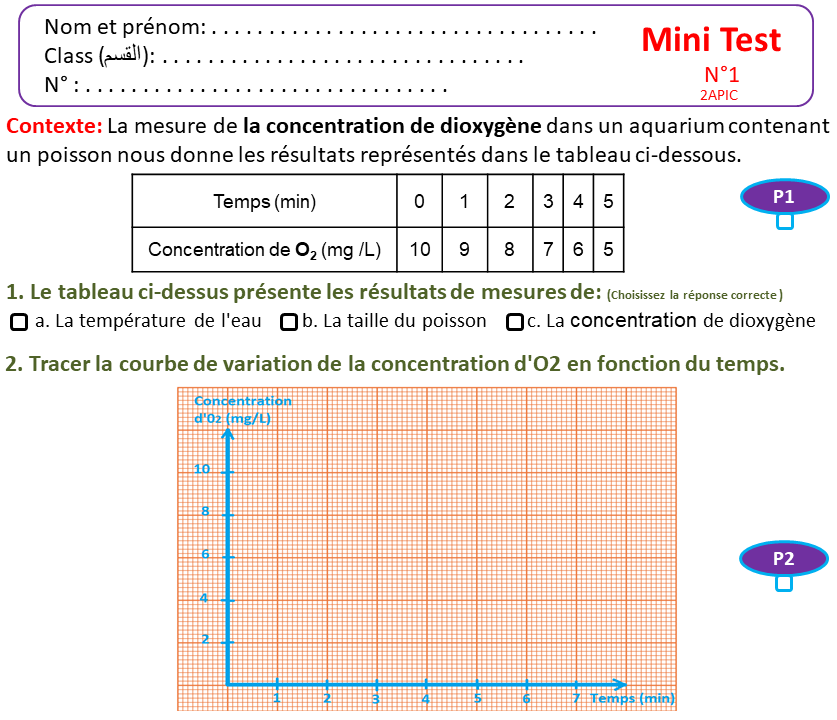 Nom et prénom: . . . . . . . . . . . . . . . . . . . . . . . . . . . . . . . . . .
Class (القسم): . . . . . . . . . . . . . . . . . . . . . . . . . . . . . . . .
N° : . . . . . . . . . . . . . . . . . . . . . . . . . . . . . . . .
Mini Test
N°1
2APIC
Contexte: La mesure de la concentration de dioxygène dans un aquarium contenant
un poisson nous donne les résultats représentés dans le tableau ci-dessous.
Temps (min) 0 1 2 3 4 5
Concentration de O₂ (mg /L) 10 9 8 7 6 5
P1
1. Le tableau ci-dessus présente les résultats de mesures de: (Choisissez la réponse correcte )
a. La température de l'eau b. La taille du poisson c. La concentration de dioxygène
2. Tracer la courbe de variation de la concentration d'O2 en fonction du temps.
Concentration
d'02 (mg/L)
10
8
6
4
2
1 2 3 4 5 6 7 Temps (min)
P2